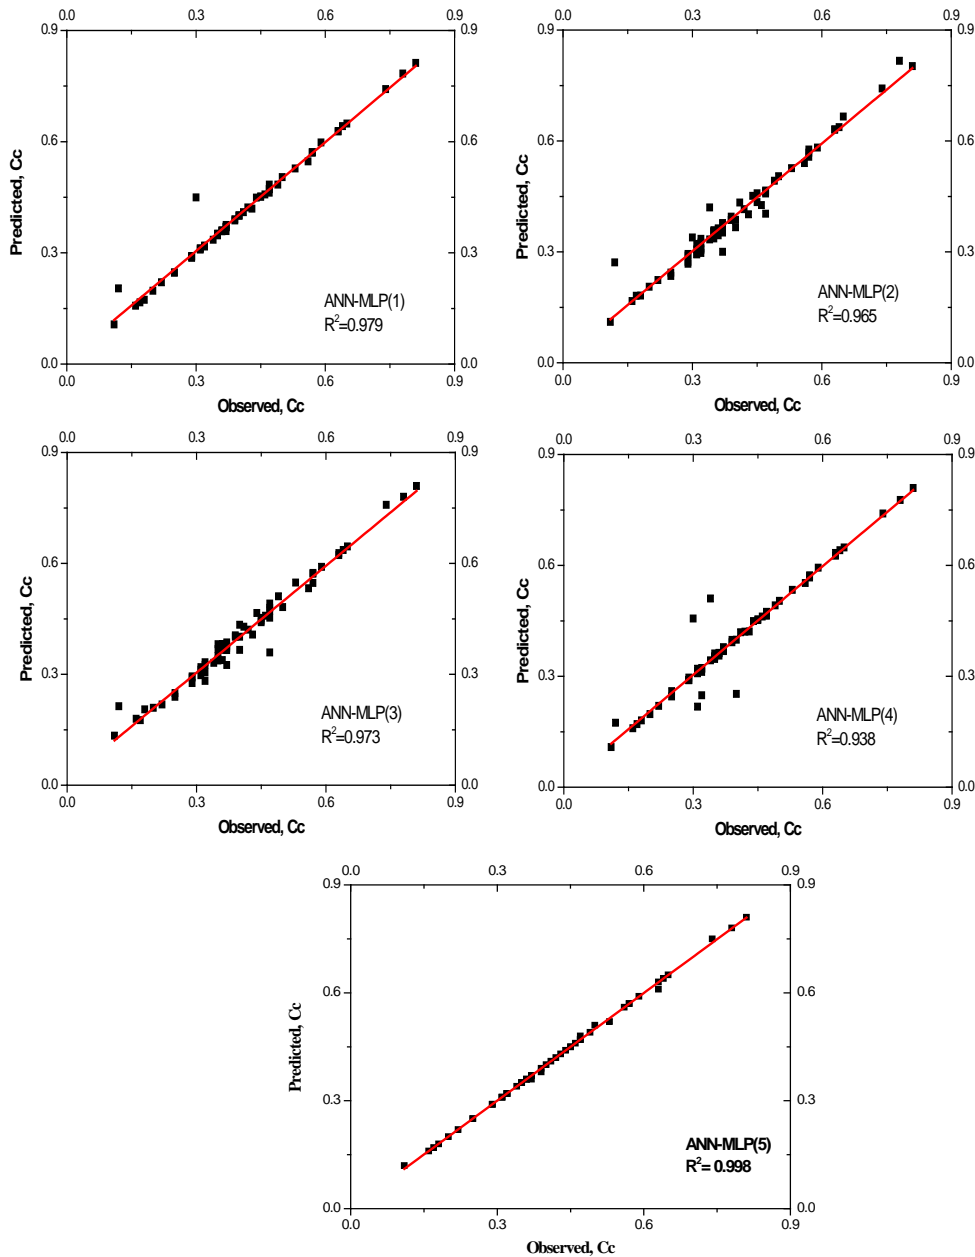 0.0 0.3 0.6 0.9
0.9 0.9
0.6 0.6
0.3 0.3
0.0 0.0
Predicted, Cc
ANN-MLP(1)
R²=0.979
0.0 0.3 0.6 0.9
Observed, Cc
0.0 0.3 0.6 0.9
0.9 0.9
0.6 0.6
0.3 0.3
0.0 0.0
Predicted, Cc
ANN-MLP(2)
R²=0.965
0.0 0.3 0.6 0.9
Observed, Cc
0.0 0.3 0.6 0.9
0.9 0.9
0.6 0.6
0.3 0.3
0.0 0.0
Predicted, Cc
ANN-MLP(3)
R²=0.973
0.0 0.3 0.6 0.9
Observed, Cc
0.0 0.3 0.6 0.9
0.9 0.9
0.6 0.6
0.3 0.3
0.0 0.0
Predicted, Cc
ANN-MLP(4)
R²=0.938
0.0 0.3 0.6 0.9
Observed, Cc
0.0 0.3 0.6 0.9
0.9 0.9
0.6 0.6
0.3 0.3
0.0 0.0
Predicted, Cc
ANN-MLP(5)
R²= 0.998
0.0 0.3 0.6 0.9
Observed, Cc